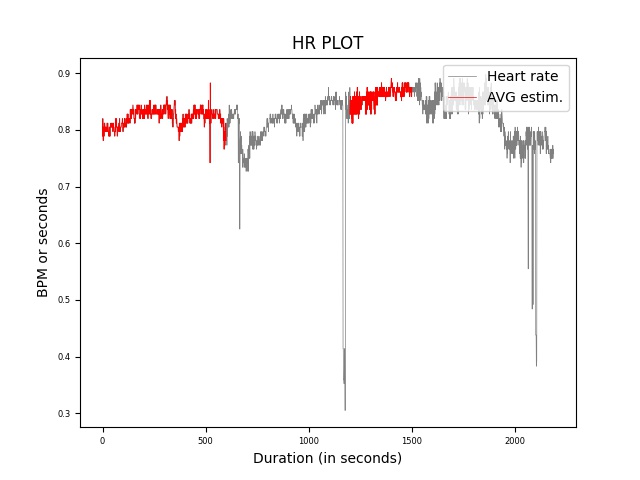 HR PLOT
Heart rate
AVG estim.
0.9
0.8
0.7
0.6
0.5
0.4
0.3
BPM or seconds
0 500 1000 1500 2000
Duration (in seconds)